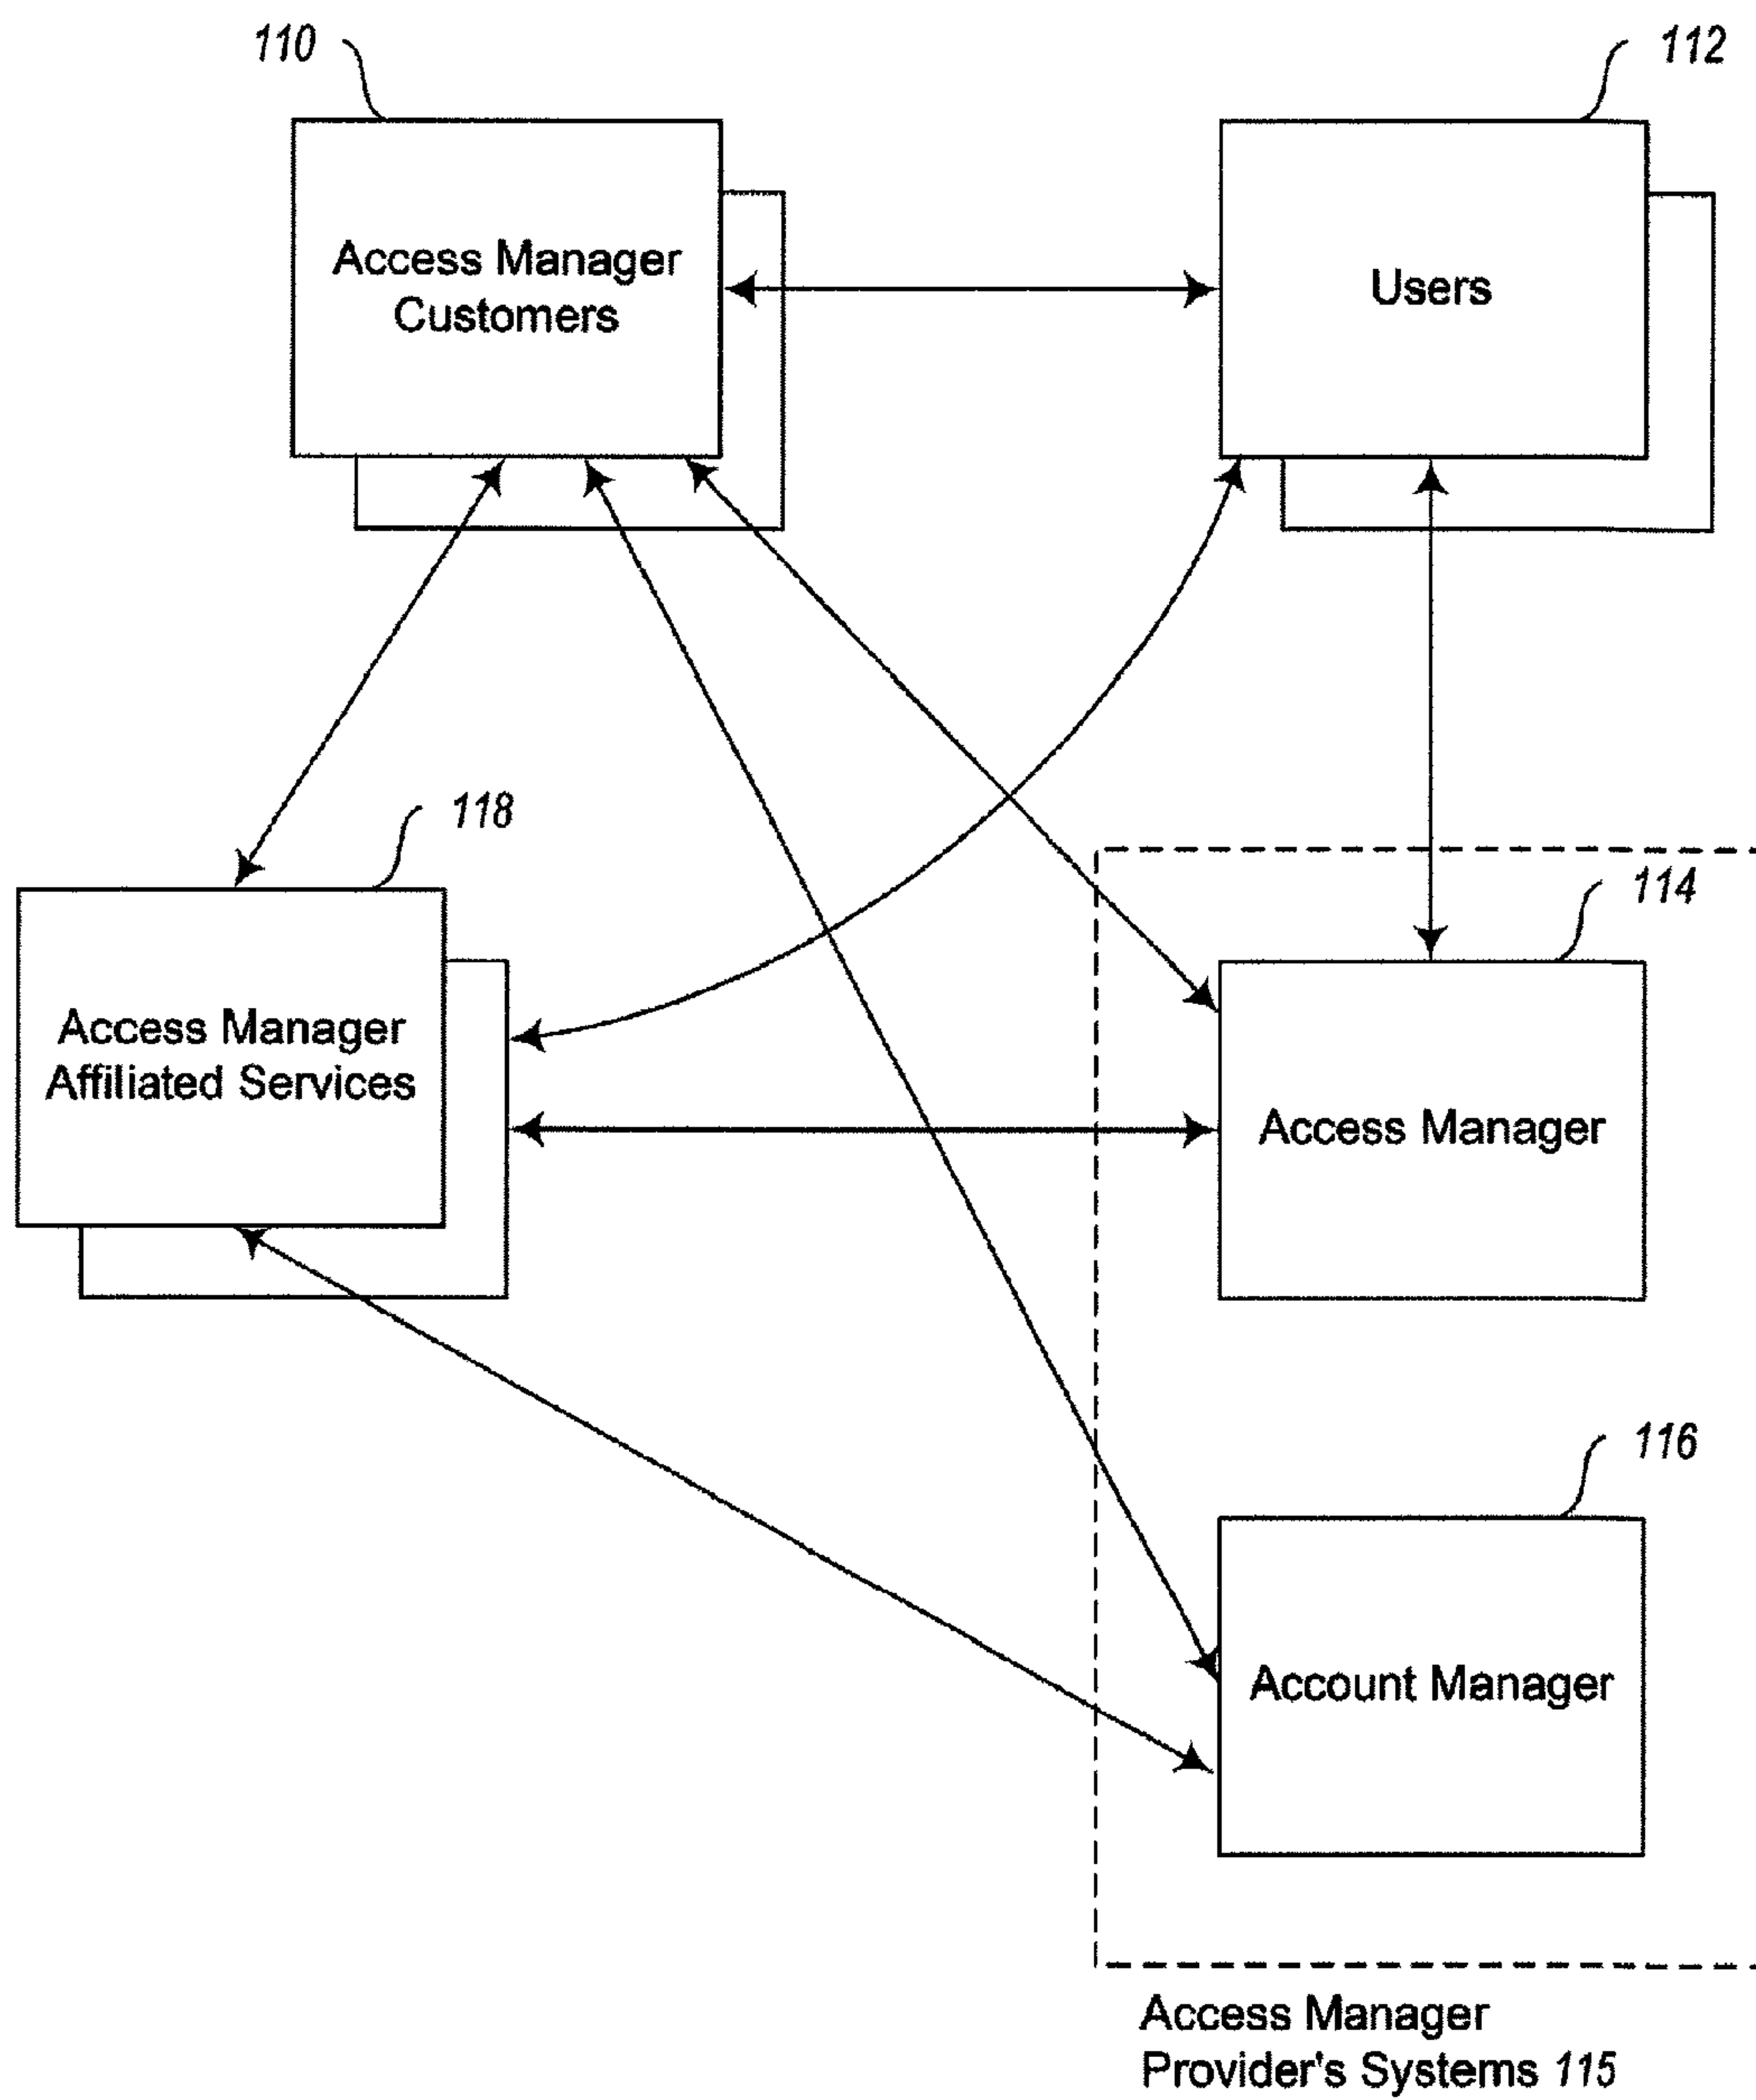 110
112
Access Manager
Customers
Users
118
114
Access Manager
Affiliated Services
Access Manager
116
Account Manager
Access Manager
Provider's Systems 115